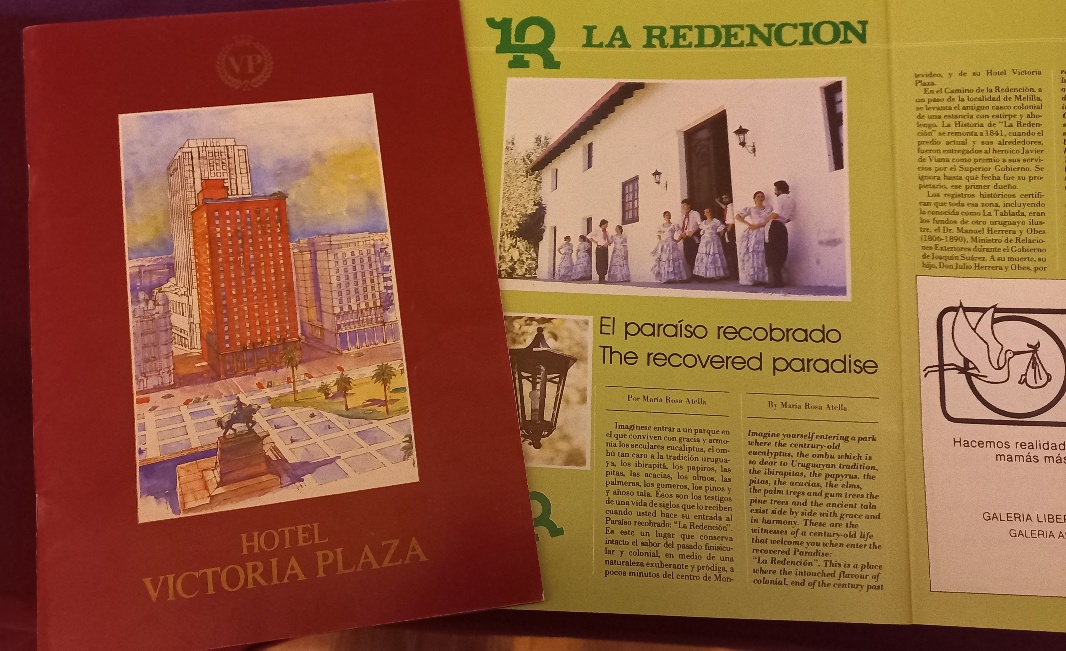 VP
HOTEL
VICTORIA PLAZA
LA REDENCION
El paraíso recobrado
The recovered paradise
Por María Rosa Atella
Imagínese entrar a un parque en
el que conviven con gracia y armo-
nía los seculares eucaliptus, el om-
bú tan caro a la tradición urugua-
ya, los ibirapitá, los papiros, las
pitas, las acacias, los olmos, las
palmeras, los gomeros, los pinos y
y añoso tala. Esos son los testigos
de una vida de siglos que lo reciben
cuando usted hace su entrada al
Paraíso recobrado: "La Redención".
Es este un lugar que conserva
intacto el sabor del pasado finisicu-
lar y colonial, en medio de una
naturaleza exuberante y pródiga, a
pocos minutos del centro de Mon-
By María Rosa Atella
Imagine yourself entering a park
where the centrury-old
eucalyptus, the ombu which is
so dear to Uruguayan tradition,
the ibirapitas, the papyrus, the
pitas, the acacias, the elms,
the palm treps and gum trees the
pine trees and the ancient tala
exist side by side with grace and
in harmony. These are the
witnesses of a century-old life
that welcome you when enter the
recovered Paradise:
"La Redención". This is a place
where the intouched flavour of
colonial, end of the century past
tevideo, y de su Hotel Victoria
Plaza.
En el Camino de la Redención, a
un paso de la localidad de Melilla,
se levanta el antiguo casco colonial
de una estancia con estirpe y abo-
lengo. La Historia de "La Reden-
ción" se remonta a 1841, cuando el
predio actual y sus alrededores,
fueron entregados al heroico Javier
de Viana como premio a sus servi-
cios por el Superior Gobierno. Se
ignora hasta qué fecha fue su pro-
pietario, ese primer dueño.
Los registros históricos certifi-
can que toda esa zona, incluyendo
la conocida como La Tablada, eran
los fundos de otro uruguayo ilus-
tre, el Dr. Manuel Herrera y Obes
(1806-1890), Ministro de Relacio-
nes Exteriores durante el Gobierno
de Joaquín Suárez. A su muerte, su
hijo, Don Julio Herrera y Obes, por
Hacemos realidad
mamás más
GALERIA LIBER
GALERIA A